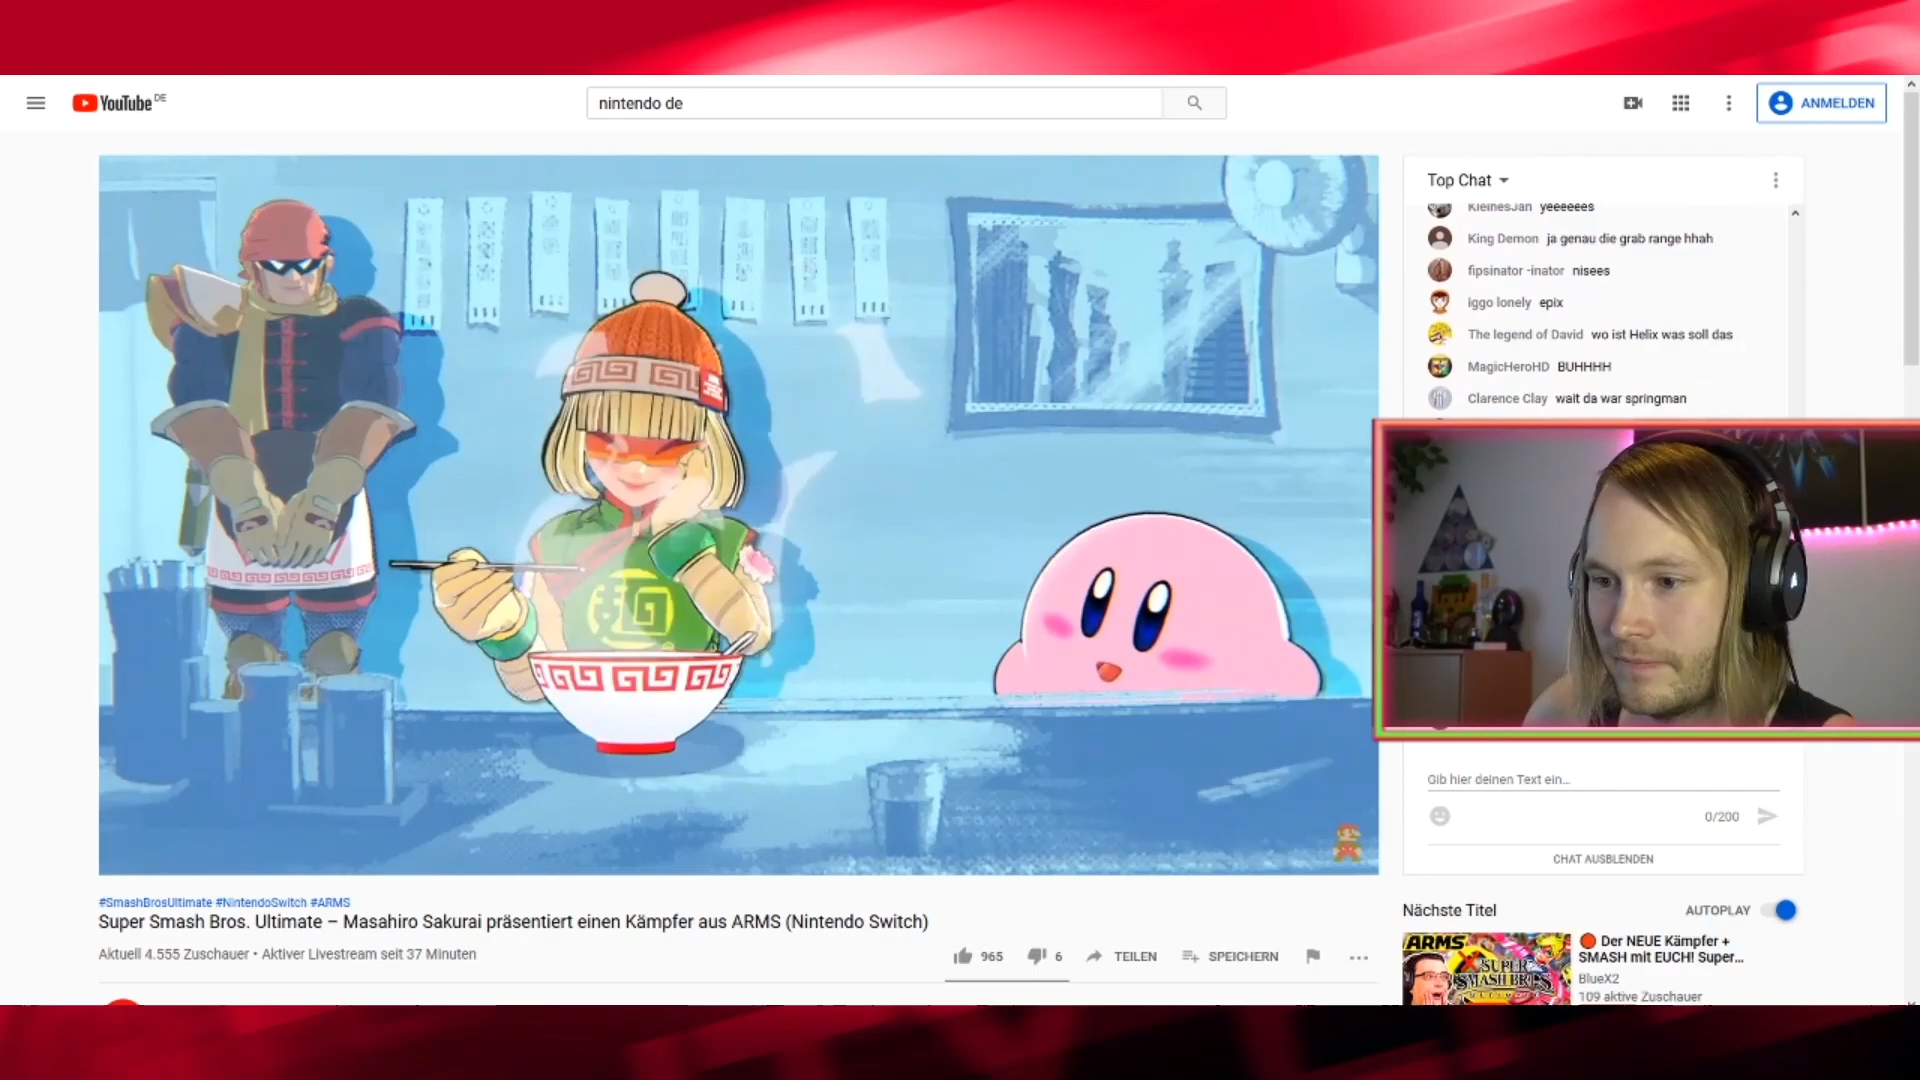 YouTube DE
nintendo de
ANMELDEN
Top Chat
KleinesJan yeeeeees
King Demon ja genau die grab range hhah
fipsinator -inator nisees
iggo lonely epix
The legend of David wo ist Helix was soll das
MagicHeroHD BUHHHH
Clarence Clay wait da war springman
Gib hier deinen Text ein...
0/200
CHAT AUSBLENDEN
#SmashBrosUltimate #NintendoSwitch #ARMS
Super Smash Bros. Ultimate – Masahiro Sakurai präsentiert einen Kämpfer aus ARMS (Nintendo Switch)
Aktuell 4.555 Zuschauer • Aktiver Livestream seit 37 Minuten
965
6
TEILEN
SPEICHERN
Nächste Titel
AUTOPLAY
ARMS
SUPER
SMASH BROS
Der NEUE Kämpfer +
SMASH mit EUCH! Super...
BlueX2
109 aktive Zuschauer